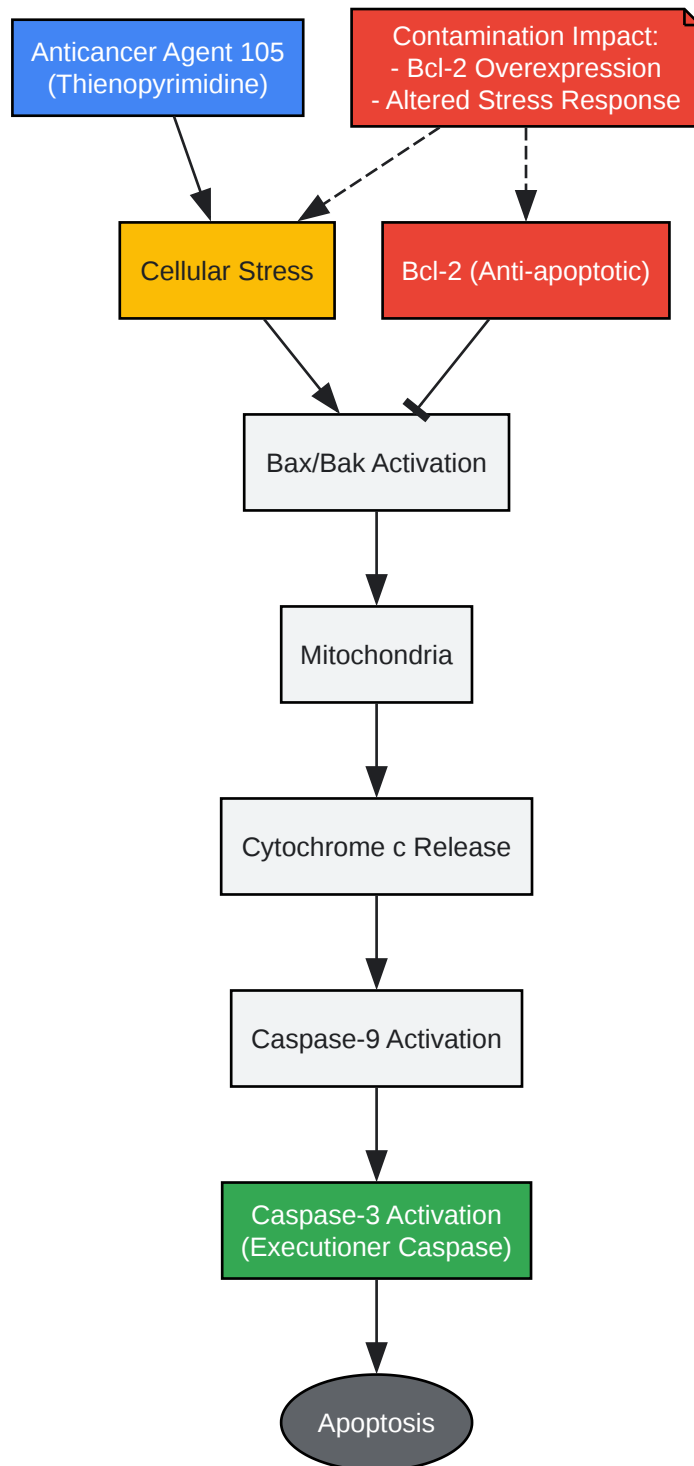 Anticancer Agent 105
(Thienopyrimidine)
Contamination Impact:
- Bcl-2 Overexpression
- Altered Stress Response
Cellular Stress
Bcl-2 (Anti-apoptotic)
Bax/Bak Activation
Mitochondria
Cytochrome c Release
Caspase-9 Activation
Caspase-3 Activation
(Executioner Caspase)
Apoptosis